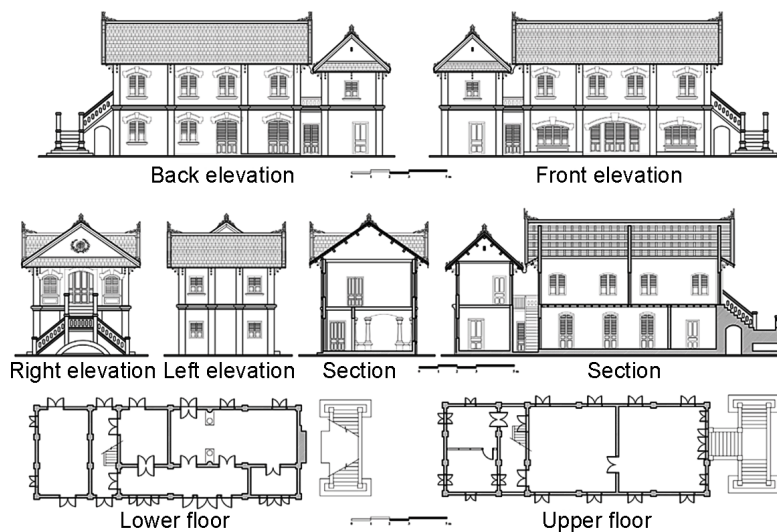 Back elevation
Front elevation
Right elevation
Left elevation
Section
Section
Lower floor
Upper floor